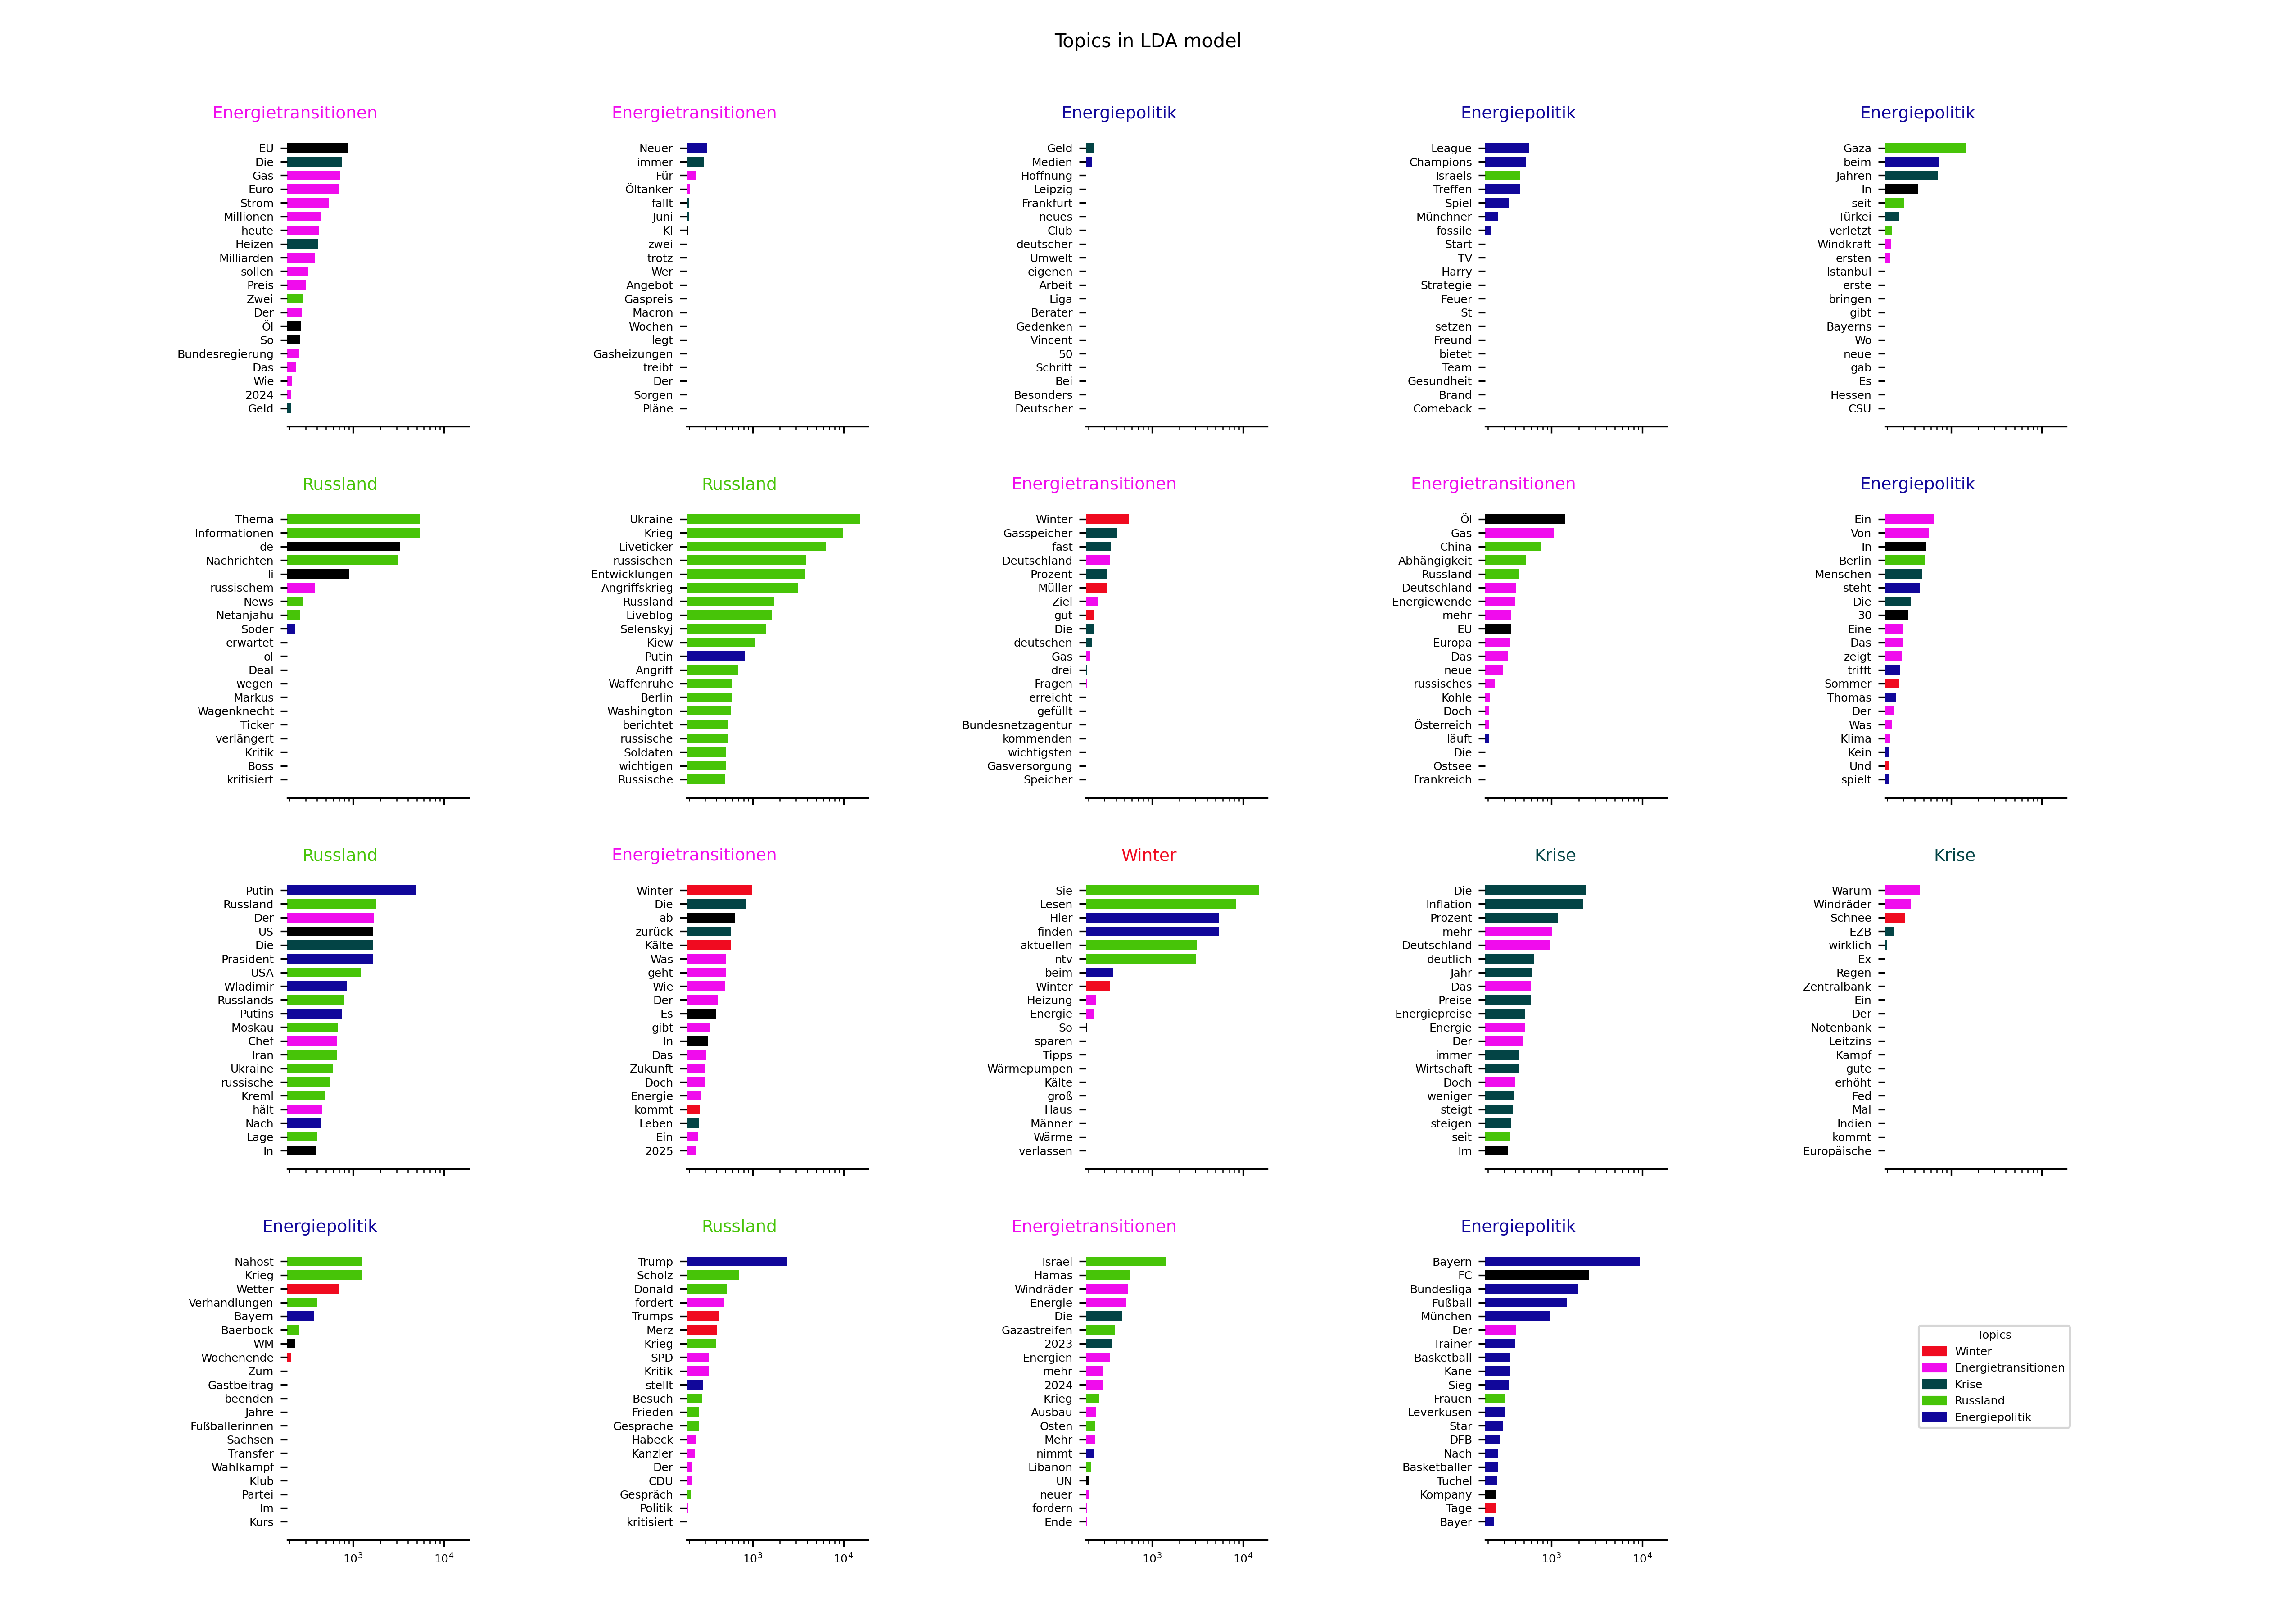 Topics in LDA model
Energietransitionen
EU
Die
Gas
Euro
Strom
Millionen
heute
Heizen
Milliarden
sollen
Preis
Zwei
Der
Öl
So
Bundesregierung
Das
Wie
2024
Geld
Energietransitionen
Neuer
immer
Für
Öltanker
fällt
Juni
KI
zwei
trotz
Wer
Angebot
Gaspreis
Macron
Wochen
legt
Gasheizungen
treibt
Der
Sorgen
Pläne
Energiepolitik
Geld
Medien
Hoffnung
Leipzig
Frankfurt
neues
Club
deutscher
Umwelt
eigenen
Arbeit
Liga
Berater
Gedenken
Vincent
50
Schritt
Bei
Besonders
Deutscher
Energiepolitik
League
Champions
Israels
Treffen
Spiel
Münchner
fossile
Start
TV
Harry
Strategie
Feuer
St
setzen
Freund
bietet
Team
Gesundheit
Brand
Comeback
Energiepolitik
Gaza
beim
Jahren
In
seit
Türkei
verletzt
Windkraft
ersten
Istanbul
erste
bringen
gibt
Bayerns
Wo
neue
gab
Es
Hessen
CSU
Russland
Thema
Informationen
de
Nachrichten
li
russischem
News
Netanjahu
Söder
erwartet
ol
Deal
wegen
Markus
Wagenknecht
Ticker
verlängert
Kritik
Boss
kritisiert
Russland
Ukraine
Krieg
Liveticker
russischen
Entwicklungen
Angriffskrieg
Russland
Liveblog
Selenskyj
Kiew
Putin
Angriff
Waffenruhe
Berlin
Washington
berichtet
russische
Soldaten
wichtigen
Russische
Energietransitionen
Winter
Gasspeicher
fast
Deutschland
Prozent
Müller
Ziel
gut
Die
deutschen
Gas
drei
Fragen
erreicht
gefüllt
Bundesnetzagentur
kommenden
wichtigsten
Gasversorgung
Speicher
Energietransitionen
Öl
Gas
China
Abhängigkeit
Russland
Deutschland
Energiewende
mehr
EU
Europa
Das
neue
russisches
Kohle
Doch
Österreich
läuft
Die
Ostsee
Frankreich
Energiepolitik
Ein
Von
In
Berlin
Menschen
steht
Die
30
Eine
Das
zeigt
trifft
Sommer
Thomas
Der
Was
Klima
Kein
Und
spielt
Russland
Putin
Russland
Der
US
Die
Präsident
USA
Wladimir
Russlands
Putins
Moskau
Chef
Iran
Ukraine
russische
Kreml
hält
Nach
Lage
In
Energietransitionen
Winter
Die
ab
zurück
Kälte
Was
geht
Wie
Der
Es
gibt
In
Das
Zukunft
Doch
Energie
kommt
Leben
Ein
2025
Winter
Sie
Lesen
Hier
finden
aktuellen
ntv
beim
Winter
Heizung
Energie
So
sparen
Tipps
Wärmepumpen
Kälte
groß
Haus
Männer
Wärme
verlassen
Krise
Die
Inflation
Prozent
mehr
Deutschland
deutlich
Jahr
Das
Preise
Energiepreise
Energie
Der
immer
Wirtschaft
Doch
weniger
steigt
steigen
seit
Im
Krise
Warum
Windräder
Schnee
EZB
wirklich
Ex
Regen
Zentralbank
Ein
Der
Notenbank
Leitzins
Kampf
gute
erhöht
Fed
Mal
Indien
kommt
Europäische
Energiepolitik
Nahost
Krieg
Wetter
Verhandlungen
Bayern
Baerbock
WM
Wochenende
Zum
Gastbeitrag
beenden
Jahre
Fußballerinnen
Sachsen
Transfer
Wahlkampf
Klub
Partei
Im
Kurs
10³ 10⁴
Russland
Trump
Scholz
Donald
fordert
Trumps
Merz
Krieg
SPD
Kritik
stellt
Besuch
Frieden
Gespräche
Habeck
Kanzler
Der
CDU
Gespräch
Politik
kritisiert
10³ 10⁴
Energietransitionen
Israel
Hamas
Windräder
Energie
Die
Gazastreifen
2023
Energien
mehr
2024
Krieg
Ausbau
Osten
Mehr
nimmt
Libanon
UN
neuer
fordern
Ende
10³ 10⁴
Energiepolitik
Bayern
FC
Bundesliga
Fußball
München
Der
Trainer
Basketball
Kane
Sieg
Frauen
Leverkusen
Star
DFB
Nach
Basketballer
Tuchel
Kompany
Tage
Bayer
10³ 10⁴
Topics
Winter
Energietransitionen
Krise
Russland
Energiepolitik